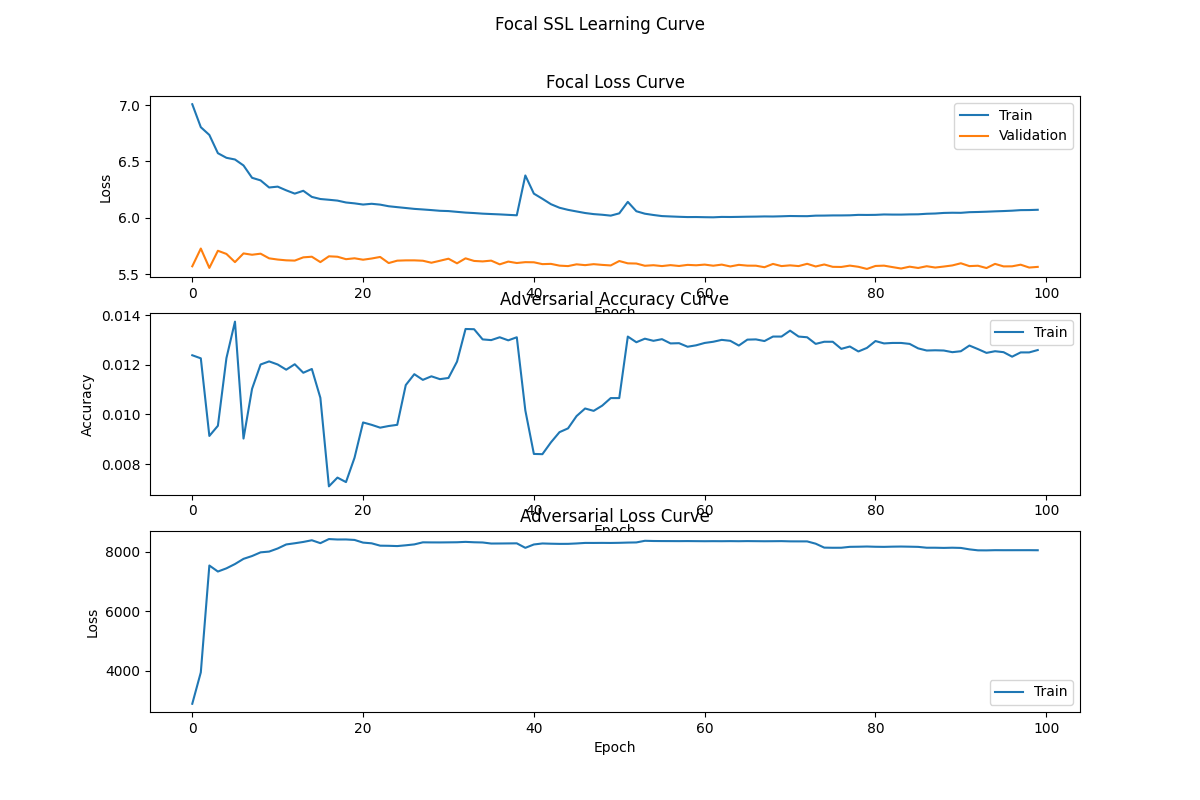 Focal SSL Learning Curve
Focal Loss Curve
7.0
6.5
6.0
5.5
Loss
Train
Validation
0 20 40 60 80 100
Epoch
Adversarial Accuracy Curve
0.014
0.012
0.010
0.008
Accuracy
Train
0 20 40 60 80 100
Epoch
Adversarial Loss Curve
8000
6000
4000
Loss
Train
0 20 40 60 80 100
Epoch